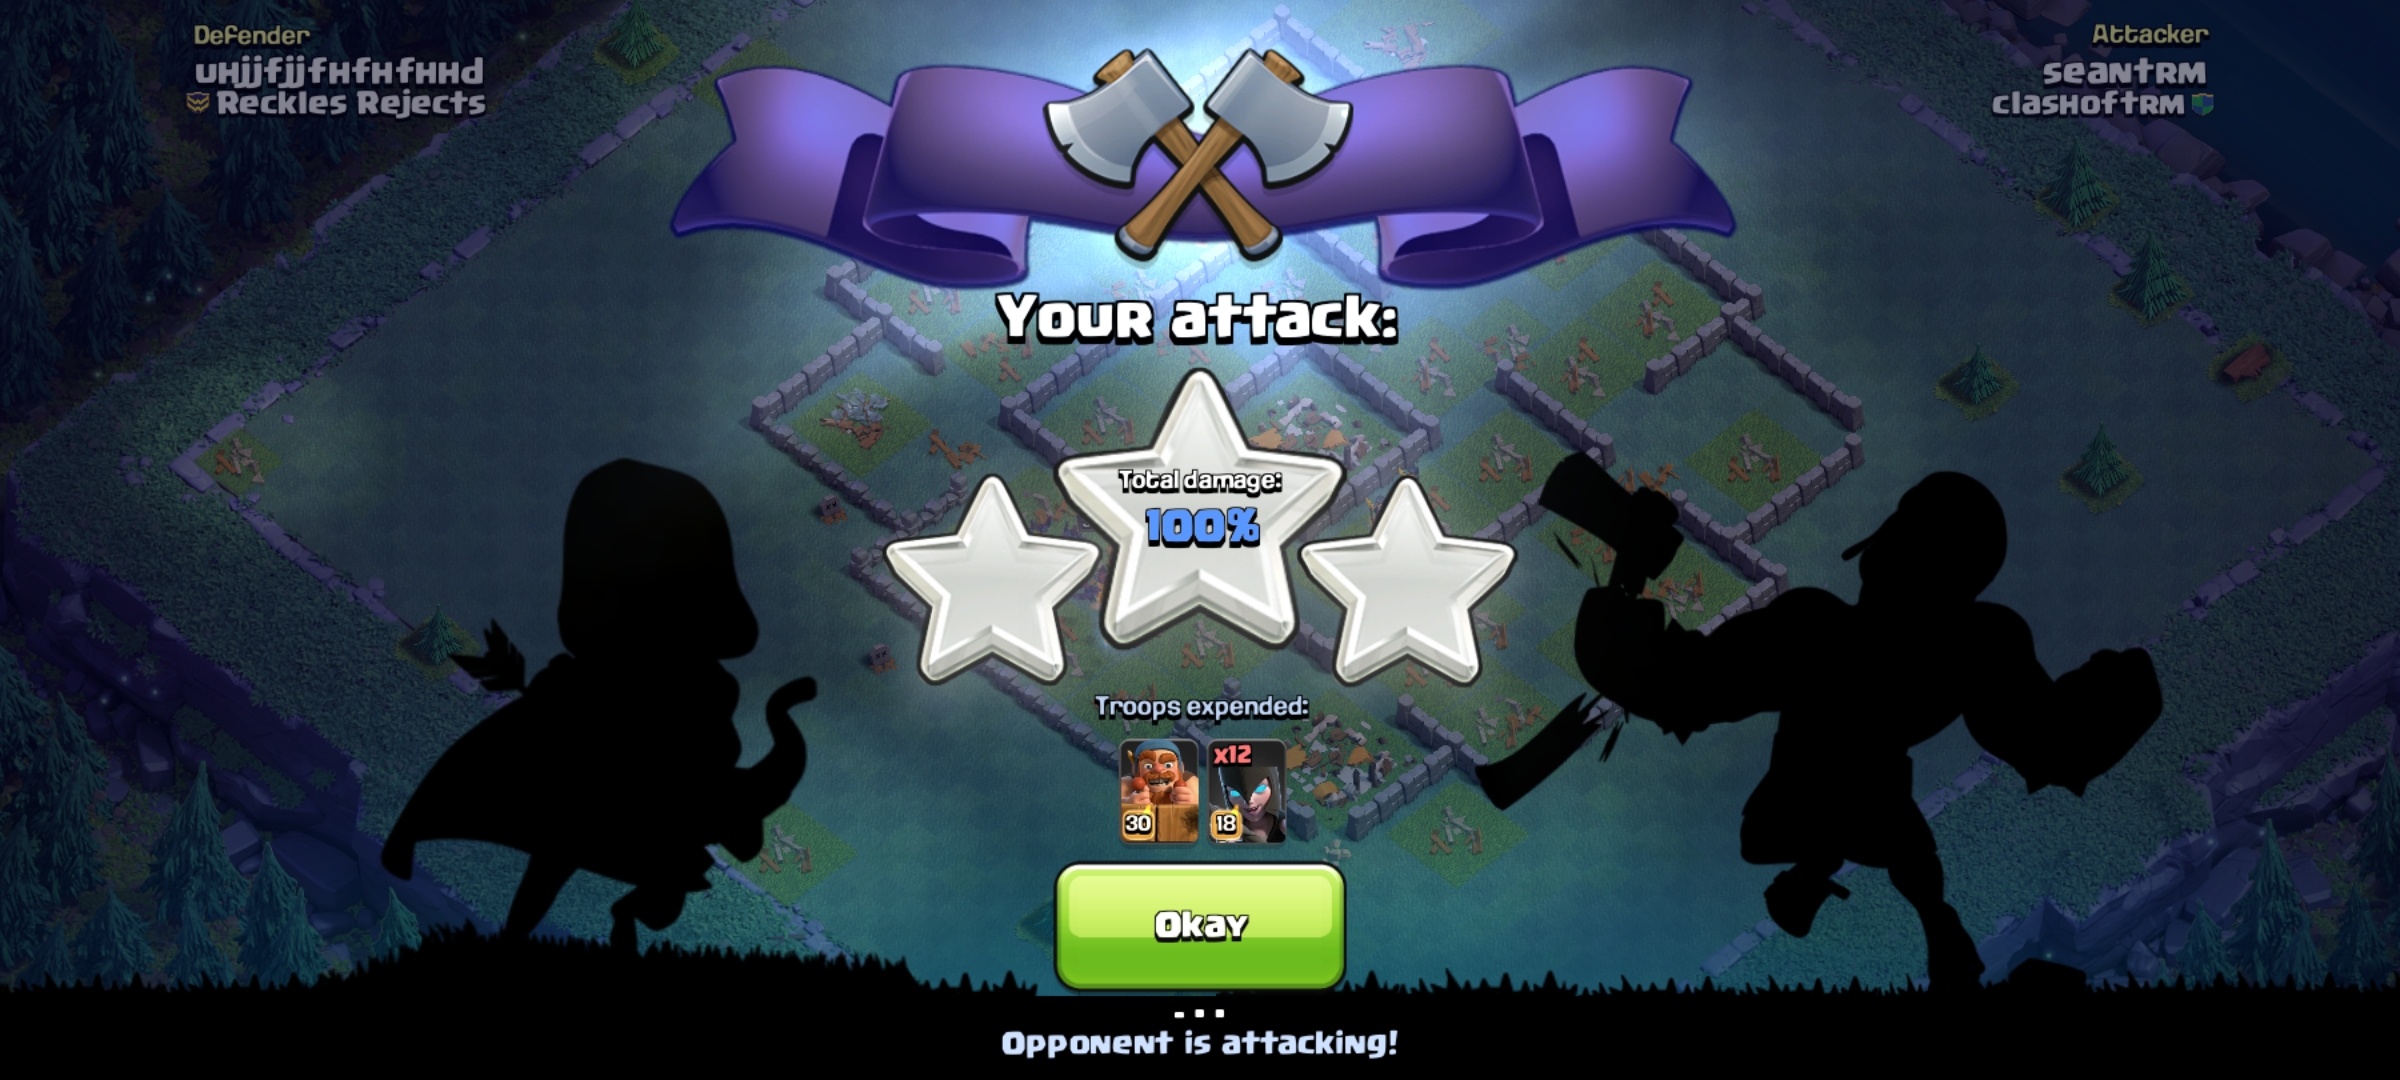 Defender
uHjjfjjfHfHfHHd
Reckles Rejects
Attacker
seantRM
clashoftRM
Your attack:
Total damage:
100%
Troops expended:
x12
30
18
Okay
Opponent is attacking!